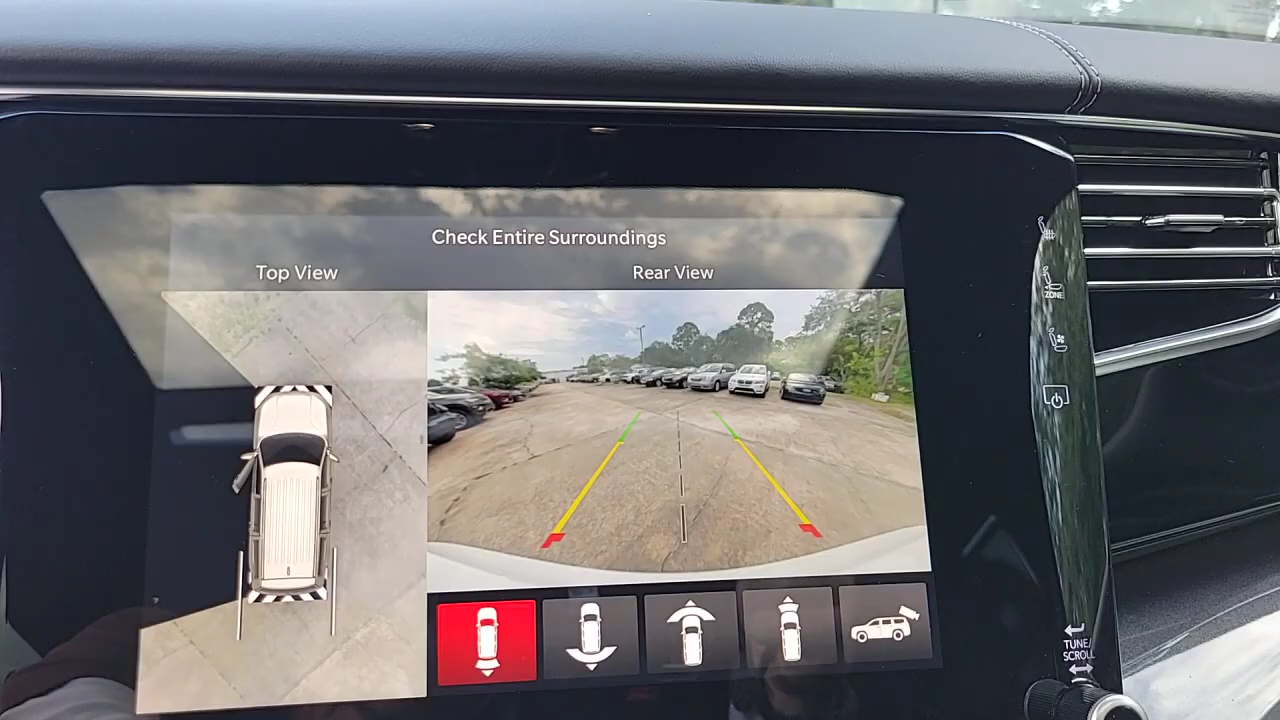 Check Entire Surroundings
Top View
Rear View
ZONE
TUNE/
SCROLL